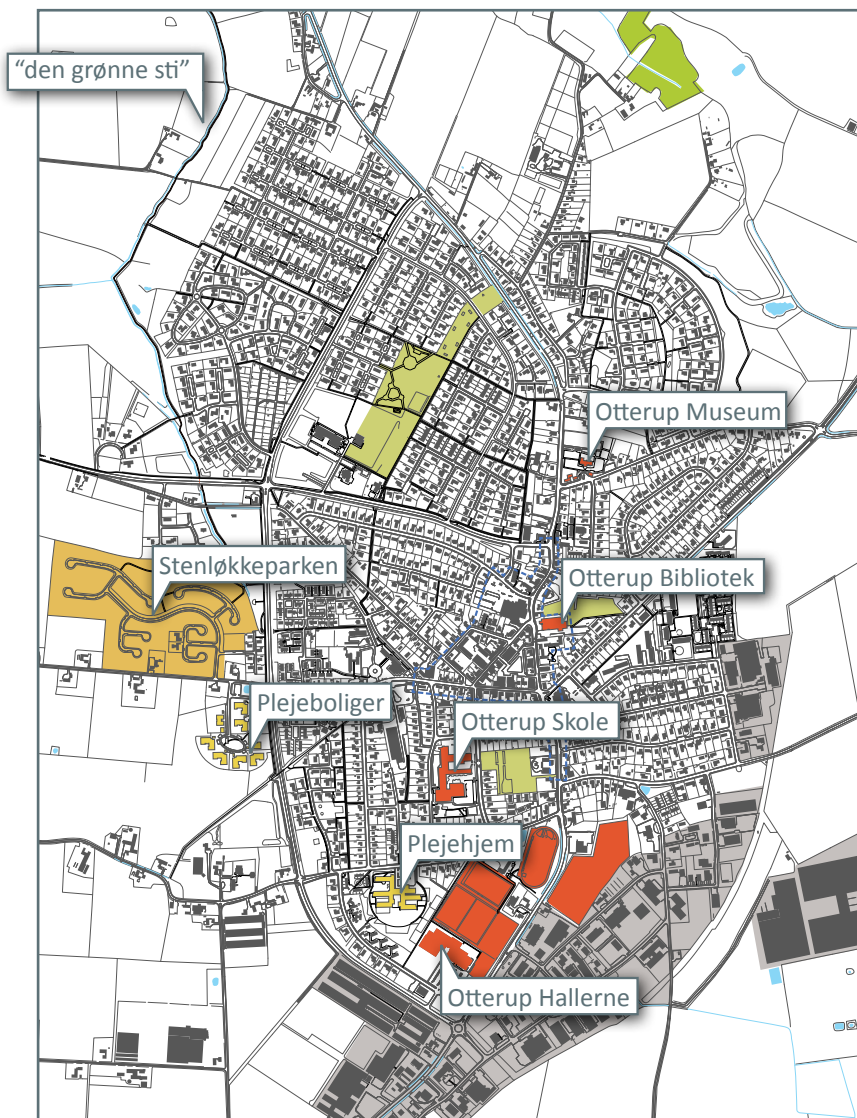 “den grønne sti”
Otterup Museum
Stenløkkeparken
Otterup Bibliotek
Plejeboliger
Otterup Skole
Plejehjem
Otterup Hallerne